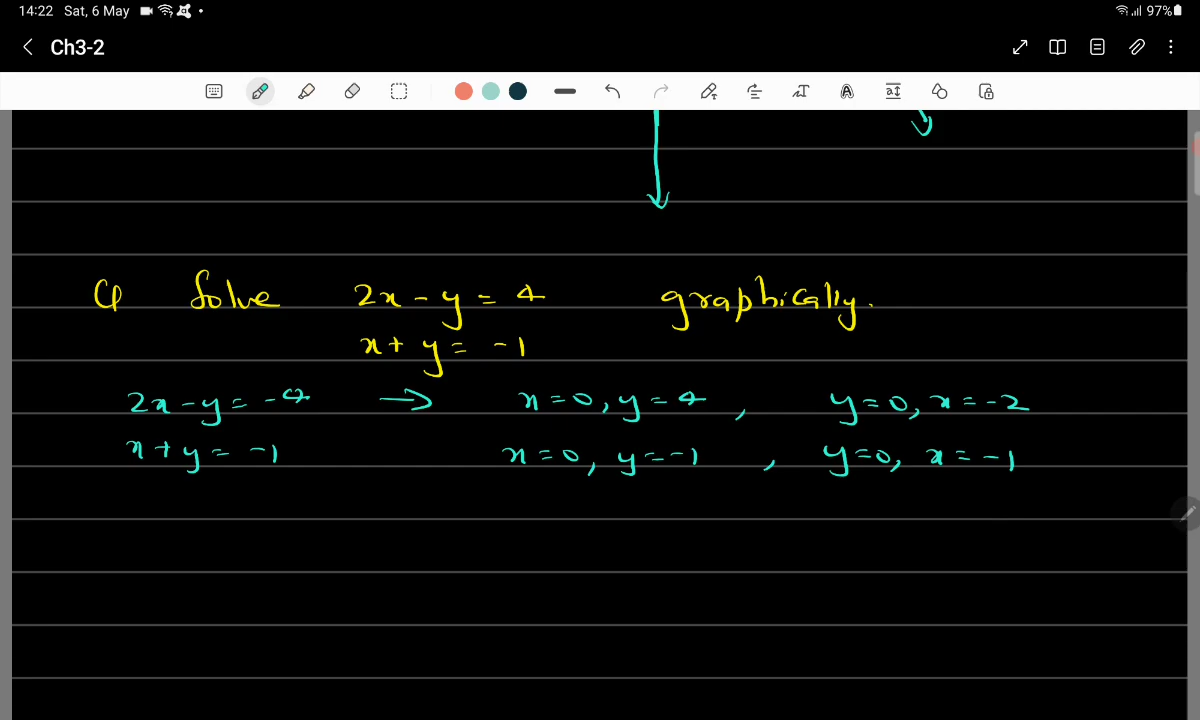 14:22 Sat, 6 May 97%
Ch3-2
Q Solve 2x - y = 4 graphically.
x + y = -1
2x - y = -4 → x = 0, y = 4 , y = 0, x = -2
x + y = -1 x = 0, y = -1 , y = 0, x = -1